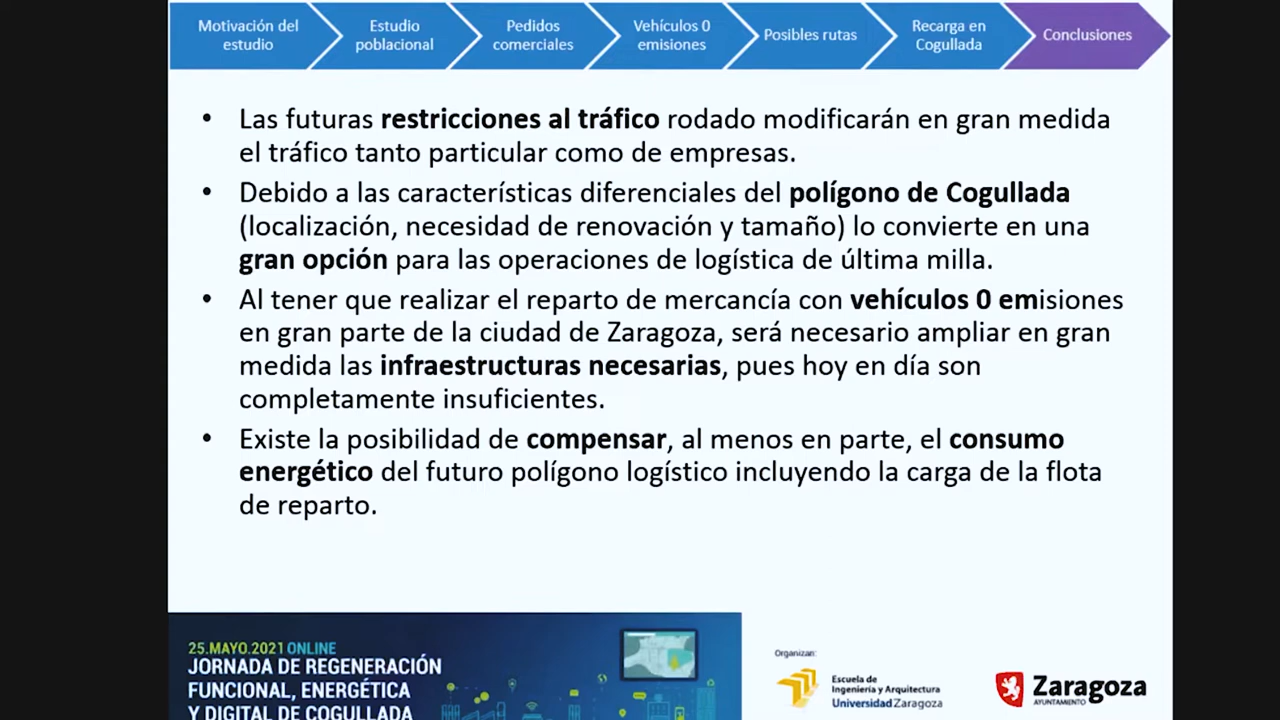 Motivación del
estudio
Estudio
poblacional
Pedidos
comerciales
Vehículos 0
emisiones
Posibles rutas
Recarga en
Cogullada
Conclusiones
• Las futuras restricciones al tráfico rodado modificarán en gran medida
el tráfico tanto particular como de empresas.
• Debido a las características diferenciales del polígono de Cogullada
(localización, necesidad de renovación y tamaño) lo convierte en una
gran opción para las operaciones de logística de última milla.
• Al tener que realizar el reparto de mercancía con vehículos 0 emisiones
en gran parte de la ciudad de Zaragoza, será necesario ampliar en gran
medida las infraestructuras necesarias, pues hoy en día son
completamente insuficientes.
• Existe la posibilidad de compensar, al menos en parte, el consumo
energético del futuro polígono logístico incluyendo la carga de la flota
de reparto.
25.MAYO.2021 ONLINE
JORNADA DE REGENERACIÓN
FUNCIONAL, ENERGÉTICA
Y DIGITAL DE COGULLADA
Organizan:
Escuela de
Ingeniería y Arquitectura
Universidad Zaragoza
Zaragoza
AYUNTAMIENTO